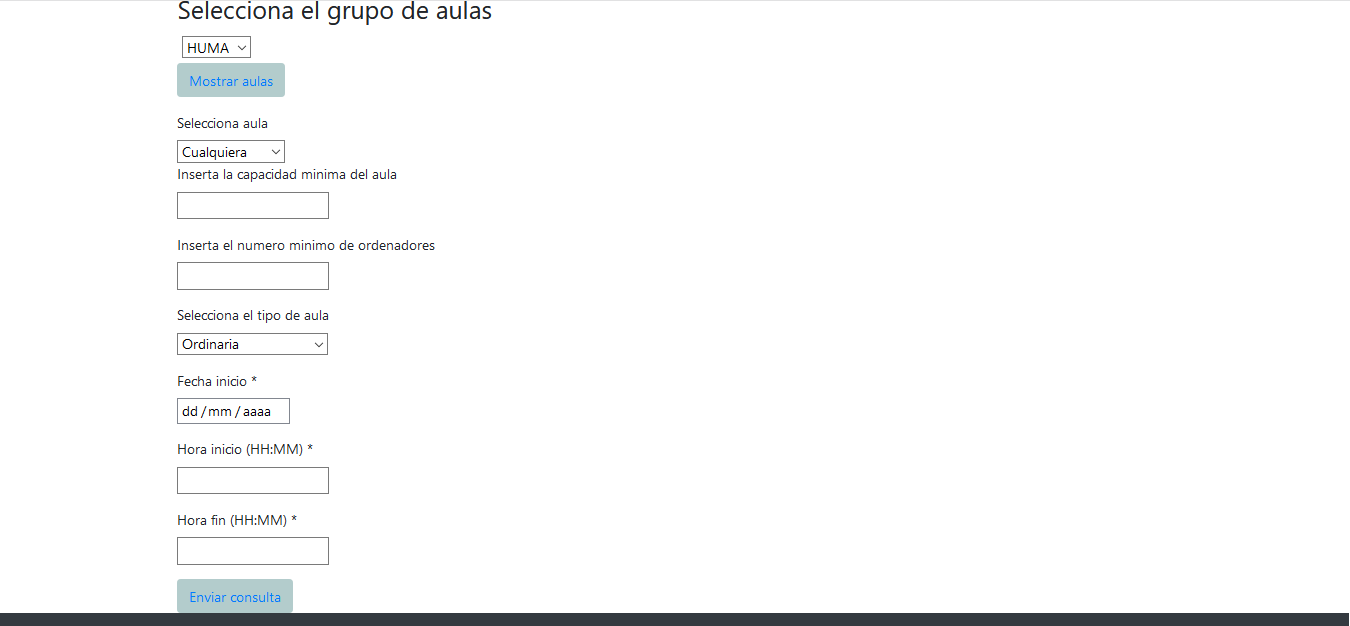 Selecciona el grupo de aulas
HUMA
Mostrar aulas
Selecciona aula
Cualquiera
Inserta la capacidad minima del aula
Inserta el numero minimo de ordenadores
Selecciona el tipo de aula
Ordinaria
Fecha inicio *
dd/mm/aaaa
Hora inicio (HH:MM) *
Hora fin (HH:MM) *
Enviar consulta